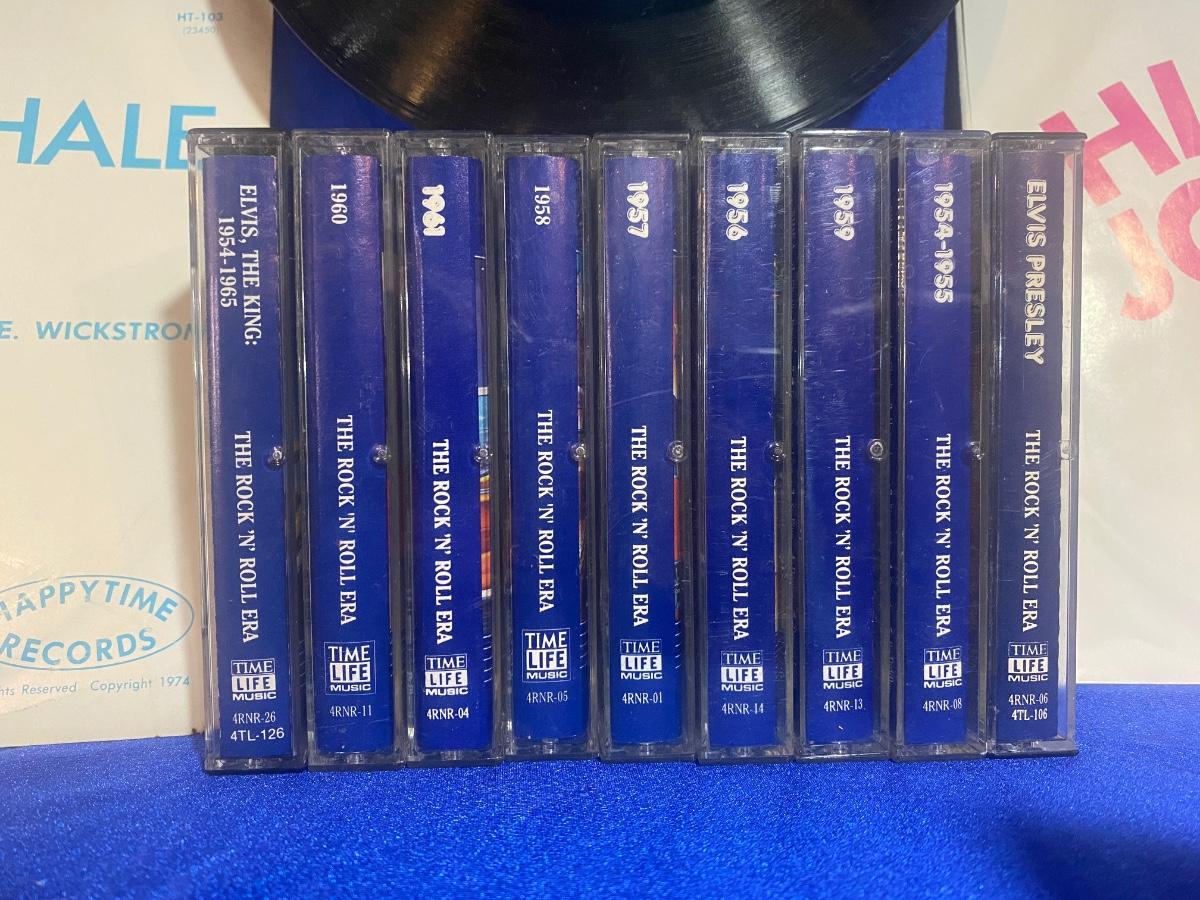 HT-103
(23450)
HALE
E. WICKSTROM
HAPPYTIME
RECORDS
hts Reserved Copyright 1974
HI
JO
ELVIS, THE KING:
1954-1965
THE ROCK 'N' ROLL ERA
TIME
LIFE
MUSIC
4RNR-26
4TL-126
1960
THE ROCK 'N' ROLL ERA
TIME
LIFE
MUSIC
4RNR-11
1961
THE ROCK 'N' ROLL ERA
TIME
LIFE
MUSIC
4RNR-04
1958
THE ROCK 'N' ROLL ERA
TIME
LIFE
MUSIC
4RNR-05
1957
THE ROCK 'N' ROLL ERA
TIME
LIFE
MUSIC
4RNR-01
1956
THE ROCK 'N' ROLL ERA
TIME
LIFE
MUSIC
4RNR-14
1959
THE ROCK 'N' ROLL ERA
TIME
LIFE
MUSIC
4RNR-13
1954-1955
THE ROCK 'N' ROLL ERA
TIME
LIFE
MUSIC
4RNR-08
ELVIS PRESLEY
THE ROCK 'N' ROLL ERA
TIME
LIFE
MUSIC
4RNR-06
4TL-106